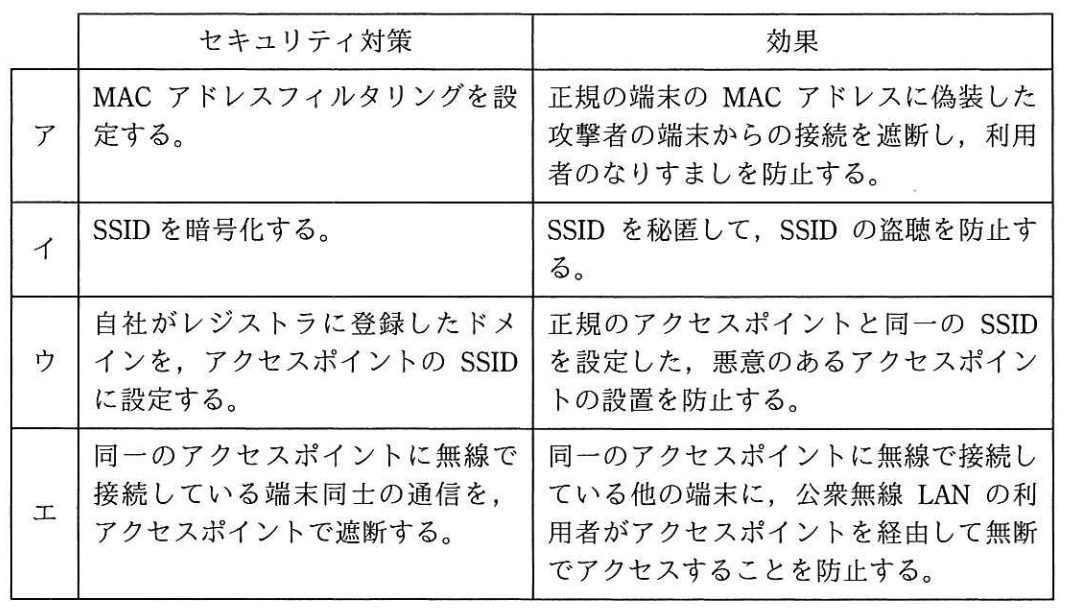 セキュリティ対策
効果
ア
MAC アドレスフィルタリングを設
定する。
正規の端末の MAC アドレスに偽装した
攻撃者の端末からの接続を遮断し，利用
者のなりすましを防止する。
イ
SSID を暗号化する。
SSID を秘匿して，SSID の盗聴を防止す
る。
ウ
自社がレジストラに登録したドメ
インを，アクセスポイントの SSID
に設定する。
正規のアクセスポイントと同一の SSID
を設定した，悪意のあるアクセスポイン
トの設置を防止する。
エ
同一のアクセスポイントに無線で
接続している端末同士の通信を，
アクセスポイントで遮断する。
同一のアクセスポイントに無線で接続し
ている他の端末に，公衆無線 LAN の利
用者がアクセスポイントを経由して無断
でアクセスすることを防止する。